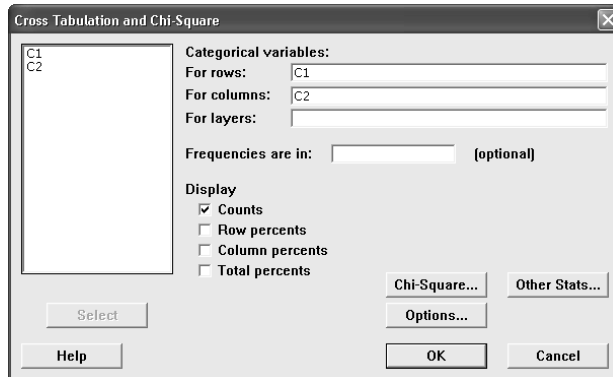 Cross Tabulation and Chi-Square
C1
C2
Categorical variables:
For rows: C1
For columns: C2
For layers:
Frequencies are in: (optional)
Display
Counts
Row percents
Column percents
Total percents
Chi-Square... Other Stats...
Select Options...
Help OK Cancel